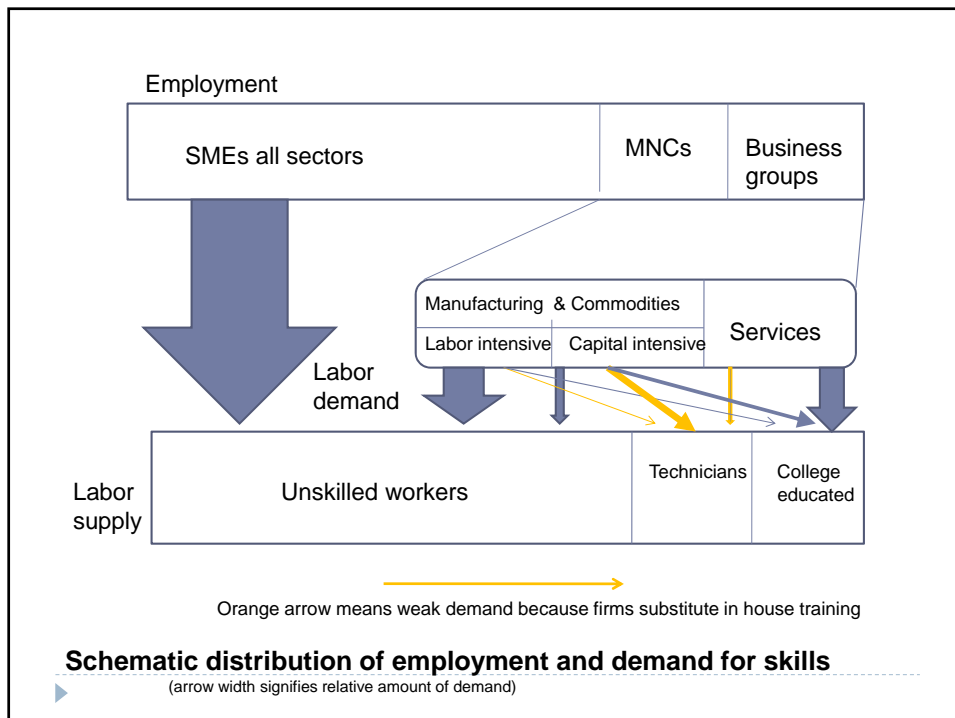 Employment
SMEs all sectors
MNCs
Business
groups
Manufacturing & Commodities
Labor intensive
Capital intensive
Services
Labor
demand
Labor
supply
Unskilled workers
Technicians
College
educated
Orange arrow means weak demand because firms substitute in house training
Schematic distribution of employment and demand for skills
(arrow width signifies relative amount of demand)